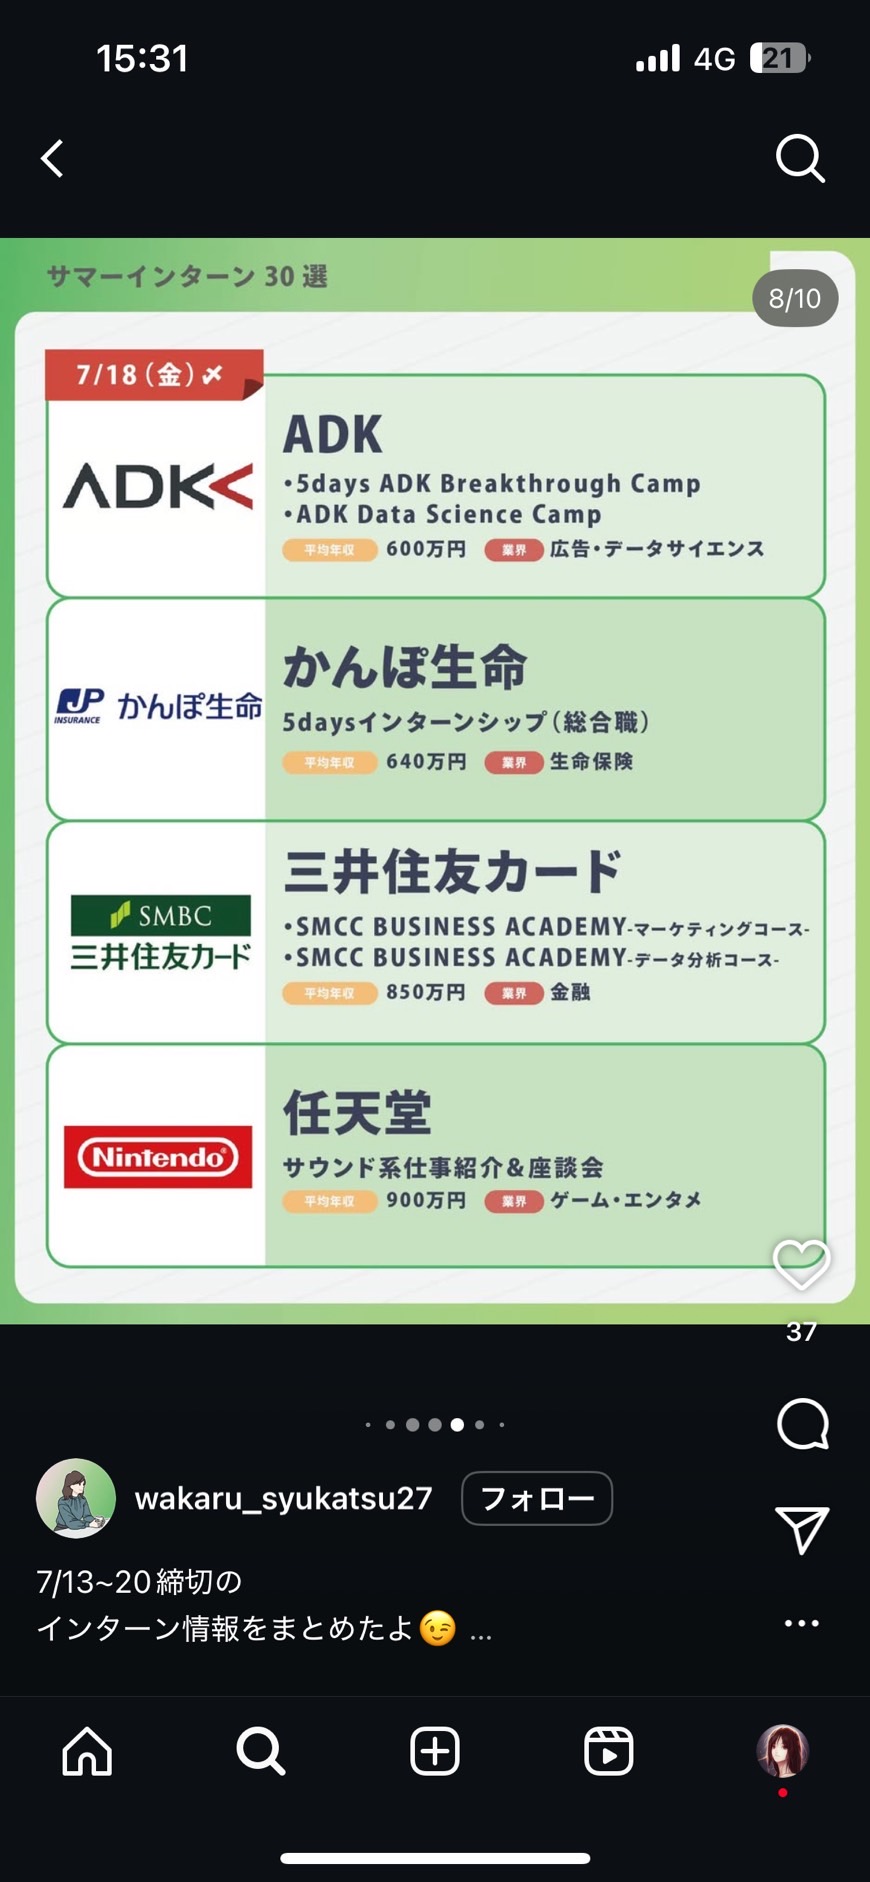 15:31
4G 21
サマーインターン 30 選
8/10
7/18(金)〆
ADK
ADK
・5days ADK Breakthrough Camp
・ADK Data Science Camp
平均年収 600万円 業界 広告・データサイエンス
JP INSURANCE かんぽ生命
かんぽ生命
5daysインターンシップ(総合職)
平均年収 640万円 業界 生命保険
SMBC
三井住友カード
三井住友カード
・SMCC BUSINESS ACADEMY-マーケティングコース-
・SMCC BUSINESS ACADEMY-データ分析コース-
平均年収 850万円 業界 金融
Nintendo®
任天堂
サウンド系仕事紹介&座談会
平均年収 900万円 業界 ゲーム・エンタメ
37
wakaru_syukatsu27 フォロー
7/13~20締切の
インターン情報をまとめたよ😉 ...